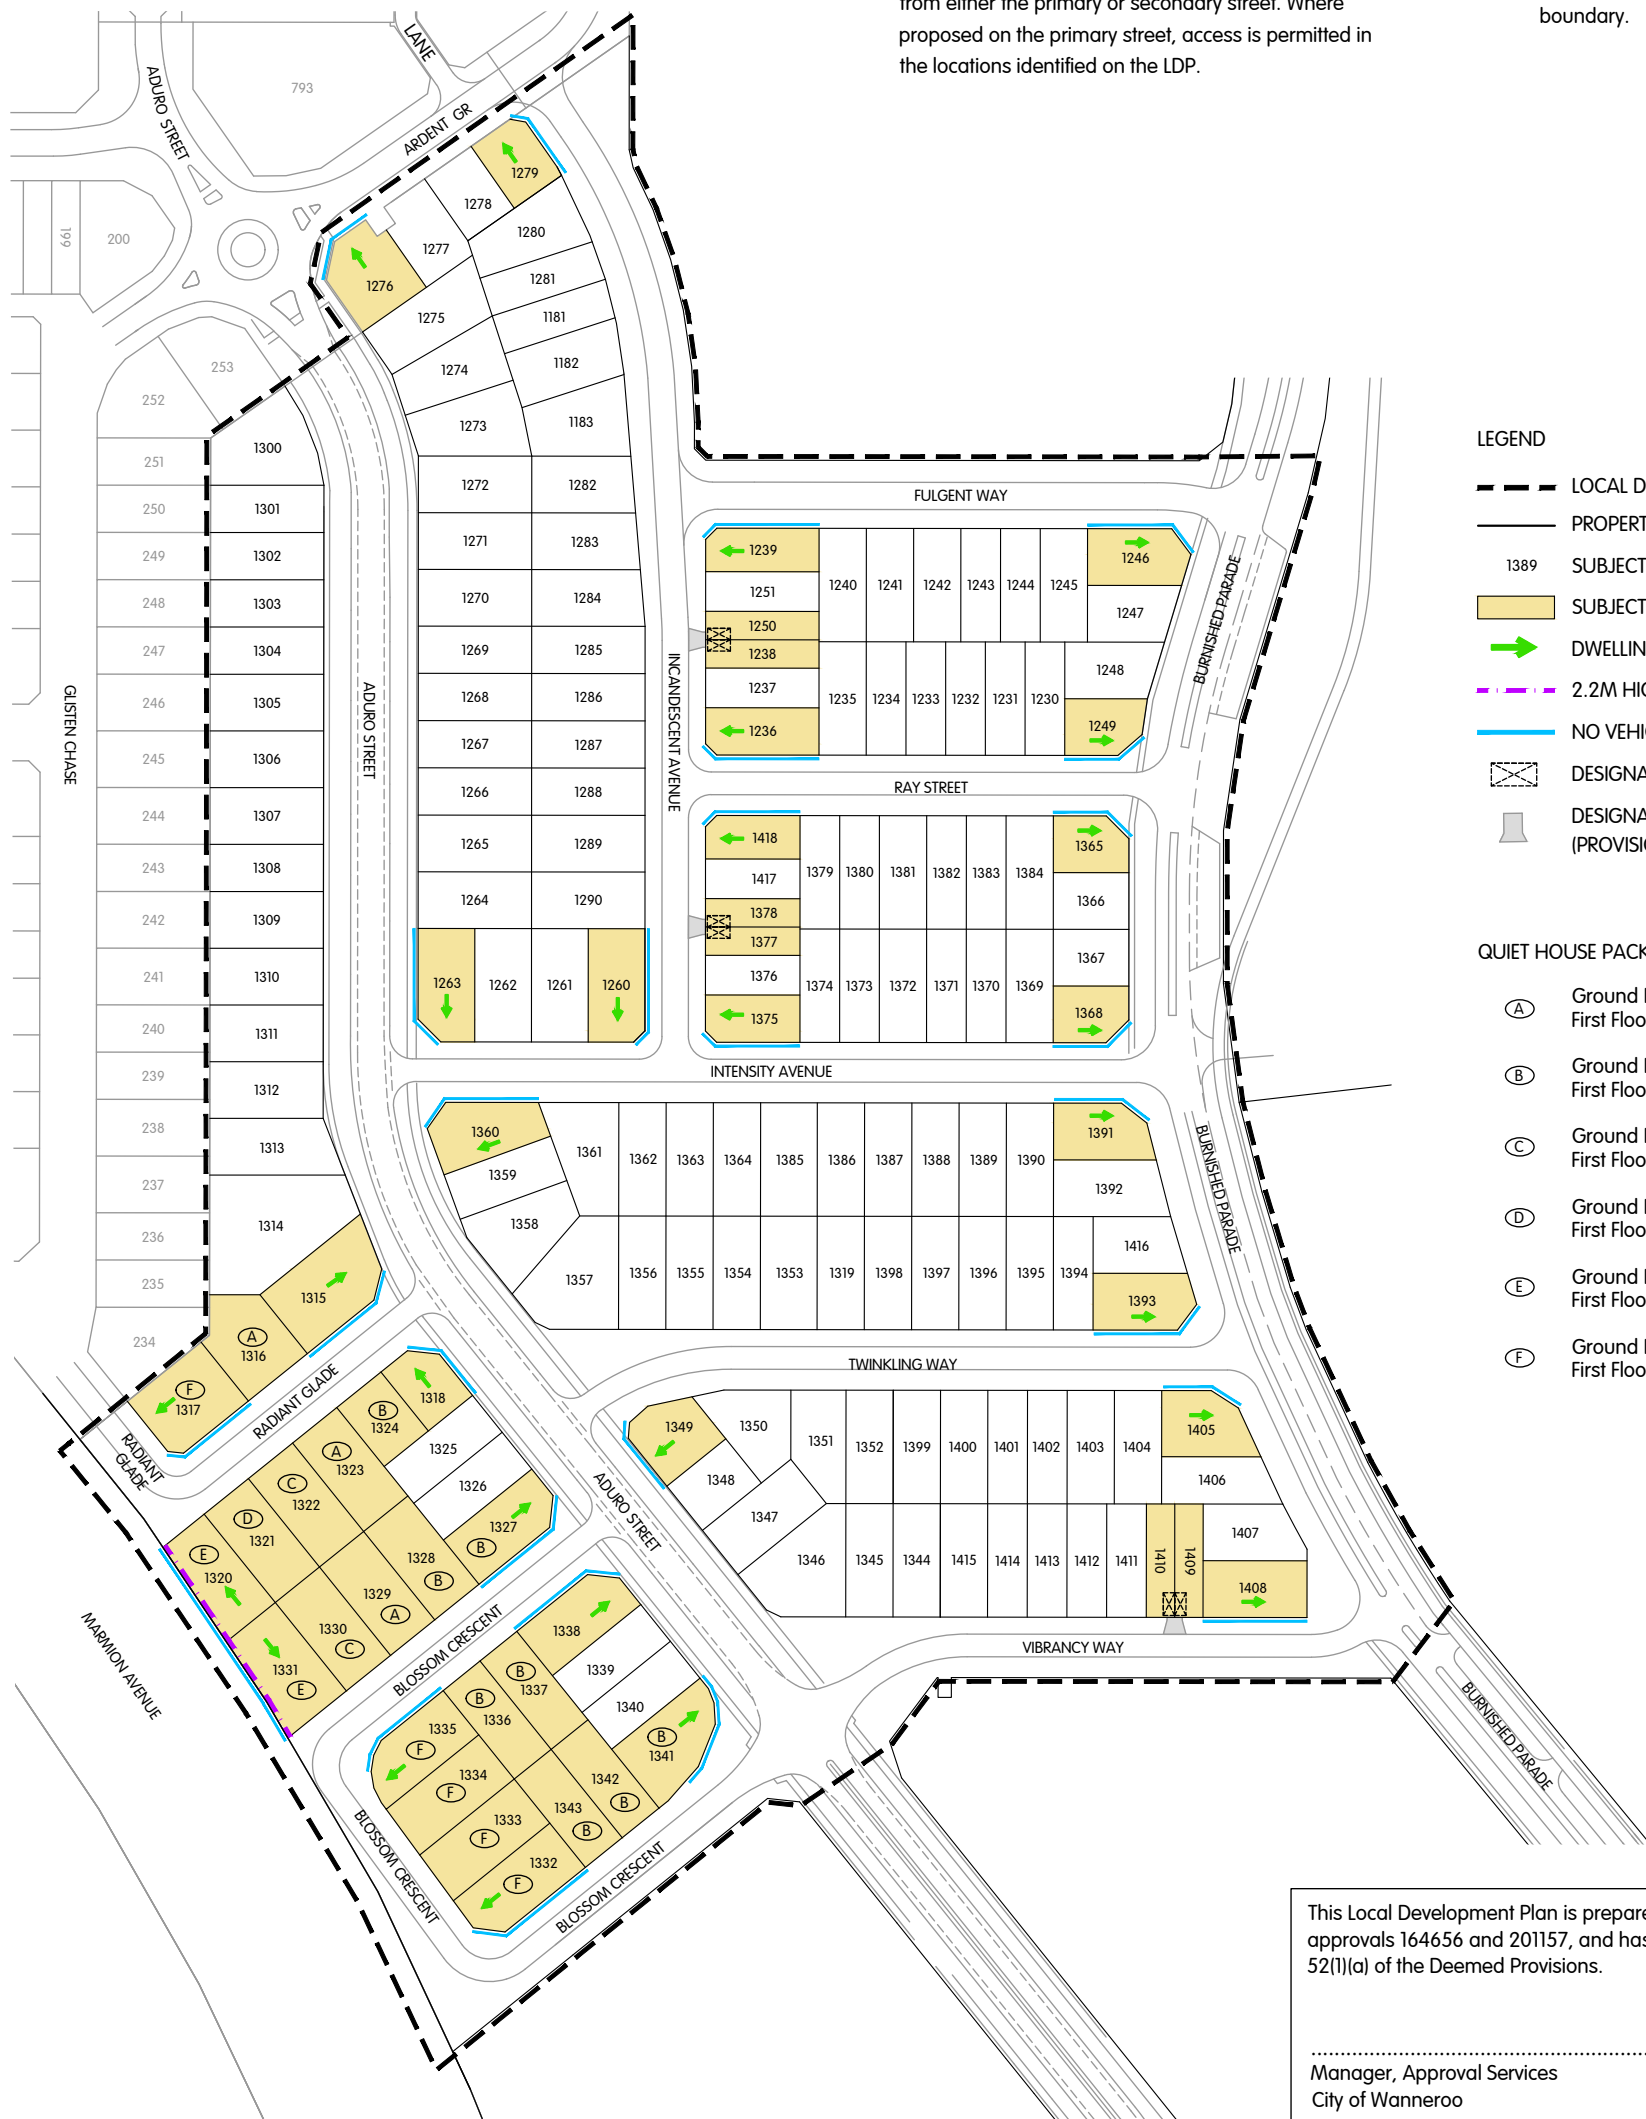 from either the primary or secondary street. Where
proposed on the primary street, access is permitted in
the locations identified on the LDP.
boundary.
LANE
ADURO STREET
793
ARDENT GR
199
200
1279
1278
1280
1277
1276
1281
1275
1181
253
1274
1182
252
1273
1183
251
1300
1272
1282
250
1301
1271
1283
249
1302
248
1303
1270
1284
247
1304
1269
1285
246
1305
1268
1286
245
1306
1267
1287
244
1307
1266
1288
243
1308
1265
1289
242
1309
1264
1290
241
1310
1263
1262
1261
1260
240
1311
239
1312
238
1313
237
236
1314
235
1315
234
A
1316
F
1317
GLISTEN CHASE
ADURO STREET
INCANDESCENT AVENUE
FULGENT WAY
1239
1251
1250
1238
1237
1236
1240
1241
1242
1243
1244
1245
1246
1247
1248
1235
1234
1233
1232
1231
1230
1249
BURNISHED PARADE
RAY STREET
1418
1417
1378
1377
1376
1375
1379
1380
1381
1382
1383
1384
1365
1366
1367
1374
1373
1372
1371
1370
1369
1368
INTENSITY AVENUE
1360
1359
1358
1361
1362
1363
1364
1385
1386
1387
1388
1389
1390
1391
1392
1416
1357
1356
1355
1354
1353
1319
1398
1397
1396
1395
1394
1393
BURNISHED PARADE
TWINKLING WAY
RADIANT GLADE
RADIANT
GLADE
1318
B
1324
A
1323
C
1322
D
1321
E
1320
1325
1326
1327
B
1328
B
1329
A
1330
C
1331
E
MARMION AVENUE
BLOSSOM CRESCENT
ADURO STREET
1349
1350
1348
1347
1346
1351
1352
1399
1400
1401
1402
1403
1404
1405
1406
1407
1345
1344
1415
1414
1413
1412
1411
1410
1409
1408
VIBRANCY WAY
1338
1339
1340
B
1337
B
1336
1335
F
1334
F
1333
F
1332
F
1341
B
1342
B
1343
B
BLOSSOM CRESCENT
BLOSSOM CRESCENT
BURNISHED PARADE
LEGEND
LOCAL D
PROPERT
1389 SUBJECT
SUBJECT
DWELLIN
2.2M HIG
NO VEHI
DESIGNA
DESIGNA
(PROVISI
QUIET HOUSE PACK
A Ground
First Floo
B Ground
First Floo
C Ground
First Floo
D Ground
First Floo
E Ground
First Floo
F Ground
First Floo
This Local Development Plan is prepare
approvals 164656 and 201157, and has
52(1)(a) of the Deemed Provisions.
Manager, Approval Services
City of Wanneroo